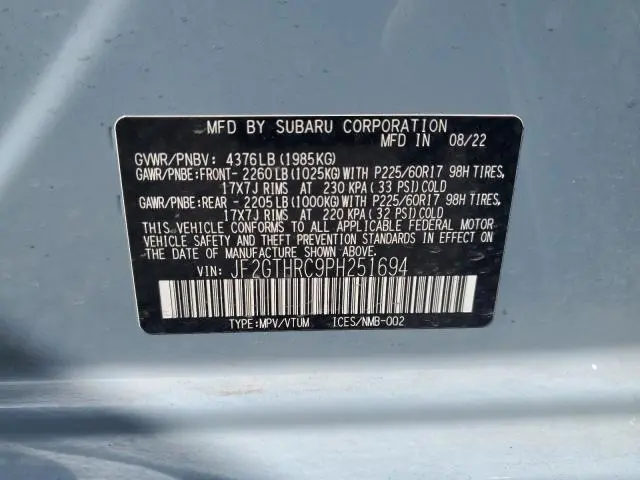 MFD BY SUBARU CORPORATION
MFD IN 08/22
GVWR/PNBV: 4376LB (1985KG)
GAWR/PNBE:FRONT- 2260LB(1025KG)WITH P225/60R17 98H TIRES,
17X7J RIMS AT 230 KPA( 33 PSI)COLD
GAWR/PNBE:REAR - 2205LB(1000KG)WITH P225/60R17 98H TIRES,
17X7J RIMS AT 220 KPA( 32 PSI)COLD
THIS VEHICLE CONFORMS TO ALL APPLICABLE FEDERAL MOTOR
VEHICLE SAFETY AND THEFT PREVENTION STANDARDS IN EFFECT ON
THE DATE OF MANUFACTURE SHOWN ABOVE.
VIN: JF2GTHRC9PH251694
TYPE:MPV/VTUM ICES/NMB-002